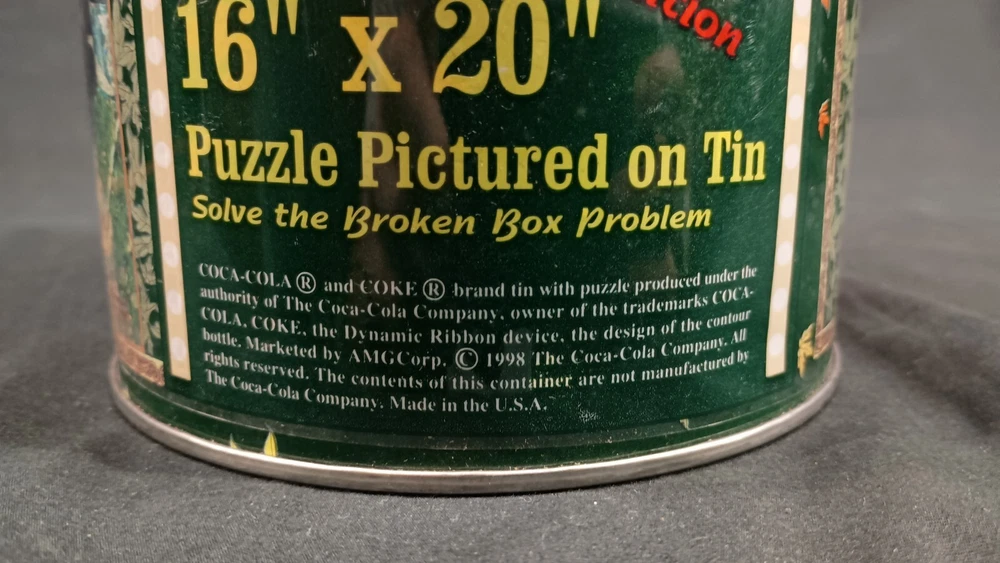 16" x 20"
Puzzle Pictured on Tin
Solve the Broken Box Problem
COCA-COLA ® and COKE ® brand tin with puzzle produced under the
authority of The Coca-Cola Company, owner of the trademarks COCA-
COLA, COKE, the Dynamic Ribbon device, the design of the contour
bottle. Marketed by AMGCorp. © 1998 The Coca-Cola Company. All
rights reserved. The contents of this container are not manufactured by
The Coca-Cola Company. Made in the U.S.A.